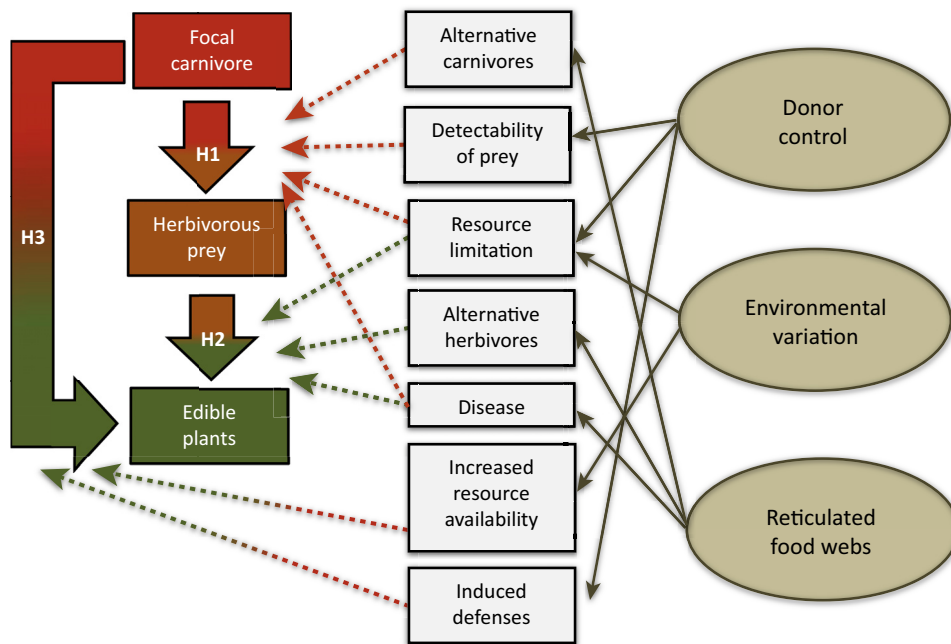 Focal
carnivore
H1
Herbivorous
prey
H3
H2
Edible
plants
Alternative
carnivores
Detectability
of prey
Resource
limitation
Alternative
herbivores
Disease
Increased
resource
availability
Induced
defenses
Donor
control
Environmental
variation
Reticulated
food webs